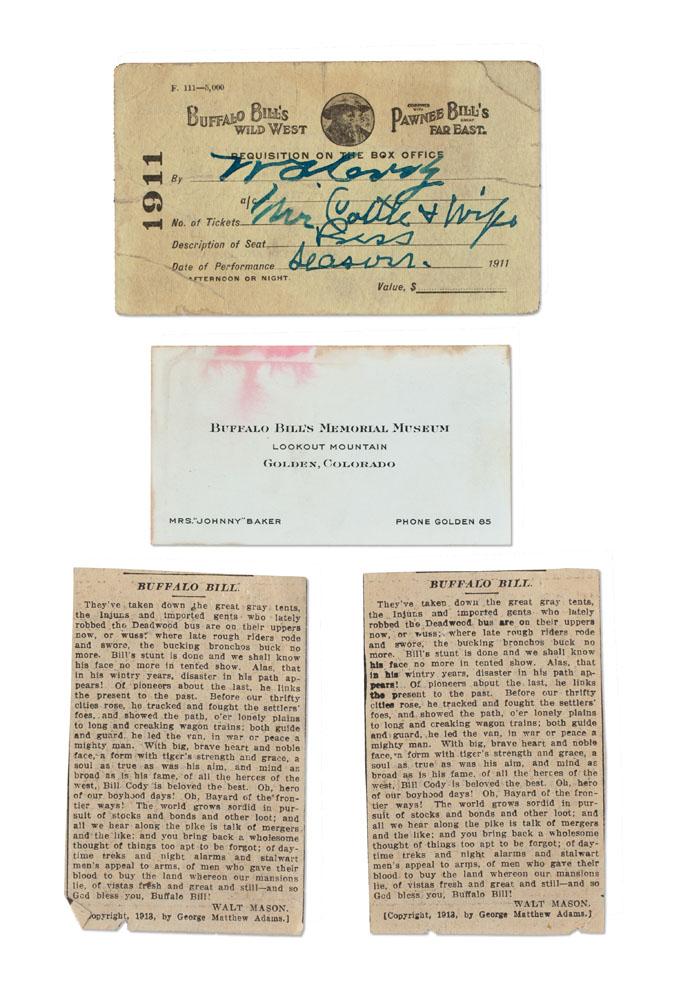 F. 111—5,000
BUFFALO BILL'S WILD WEST
COMBINED WITH PAWNEE BILL'S GREAT FAR EAST.
1911
REQUISITION ON THE BOX OFFICE
By W F Cody
a/c Mr. Cottle & Wife
No. of Tickets
Description of Seat Press
Date of Performance Season. 1911
AFTERNOON OR NIGHT.
Value, $
BUFFALO BILL'S MEMORIAL MUSEUM
LOOKOUT MOUNTAIN
GOLDEN, COLORADO
MRS. "JOHNNY" BAKER PHONE GOLDEN 85
BUFFALO BILL.
They've taken down the great gray tents,
the Injuns and imported gents who lately
robbed the Deadwood bus are on their uppers
now, or wuss; where late rough riders rode
and swore, the bucking bronchos buck no
more. Bill's stunt is done and we shall know
his face no more in tented show. Alas, that
in his wintry years, disaster in his path ap-
pears! Of pioneers about the last, he links
the present to the past. Before our thrifty
cities rose, he tracked and fought the settlers'
foes, and showed the path, o'er lonely plains
to long and creaking wagon trains; both guide
and guard, he led the van, in war or peace a
mighty man. With big, brave heart and noble
face, a form with tiger's strength and grace, a
soul as true as was his aim, and mind as
broad as is his fame, of all the heroes of the
west, Bill Cody is beloved the best. Oh, hero
of our boyhood days! Oh, Bayard of the fron-
tier ways! The world grows sordid in pur-
suit of stocks and bonds and other loot; and
all we hear along the pike is talk of mergers
and the like; and you bring back a wholesome
thought of things too apt to be forgot; of day-
time treks and night alarms and stalwart
men's appeal to arms, of men who gave their
blood to buy the land whereon our mansions
lie, of vistas fresh and great and still—and so
God bless you, Buffalo Bill!
WALT MASON.
opyright, 1913, by George Matthew Adams.]
BUFFALO BILL.
They've taken down the great gray tents,
the Injuns and imported gents who lately
robbed the Deadwood bus are on their uppers
now, or wuss; where late rough riders rode
and swore, the bucking bronchos buck no
more. Bill's stunt is done and we shall know
his face no more in tented show. Alas, that
in his wintry years, disaster in his path ap-
pears! Of pioneers about the last, he links
the present to the past. Before our thrifty
cities rose, he tracked and fought the settlers'
foes, and showed the path, o'er lonely plains
to long and creaking wagon trains; both guide
and guard, he led the van, in war or peace a
mighty man. With big, brave heart and noble
face, a form with tiger's strength and grace, a
soul as true as was his aim, and mind as
broad as is his fame, of all the heroes of the
west, Bill Cody is beloved the best. Oh, hero
of our boyhood days! Oh, Bayard of the fron-
tier ways! The world grows sordid in pur-
suit of stocks and bonds and other loot; and
all we hear along the pike is talk of mergers
and the like; and you bring back a wholesome
thought of things too apt to be forgot; of day-
time treks and night alarms and stalwart
men's appeal to arms, of men who gave their
blood to buy the land whereon our mansions
lie, of vistas fresh and great and still—and so
God bless you, Buffalo Bill!
WALT MASON.
[Copyright, 1913, by George Matthew Adams.]